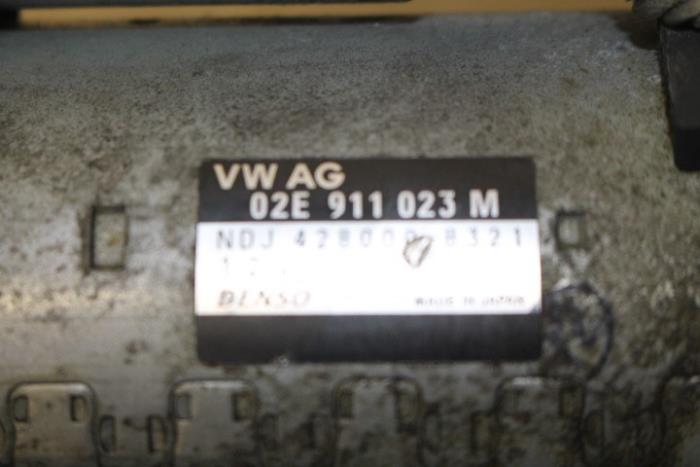 VW AG
02E 911 023 M
NDJ 428000 8321
DENSO MADE IN JAPAN